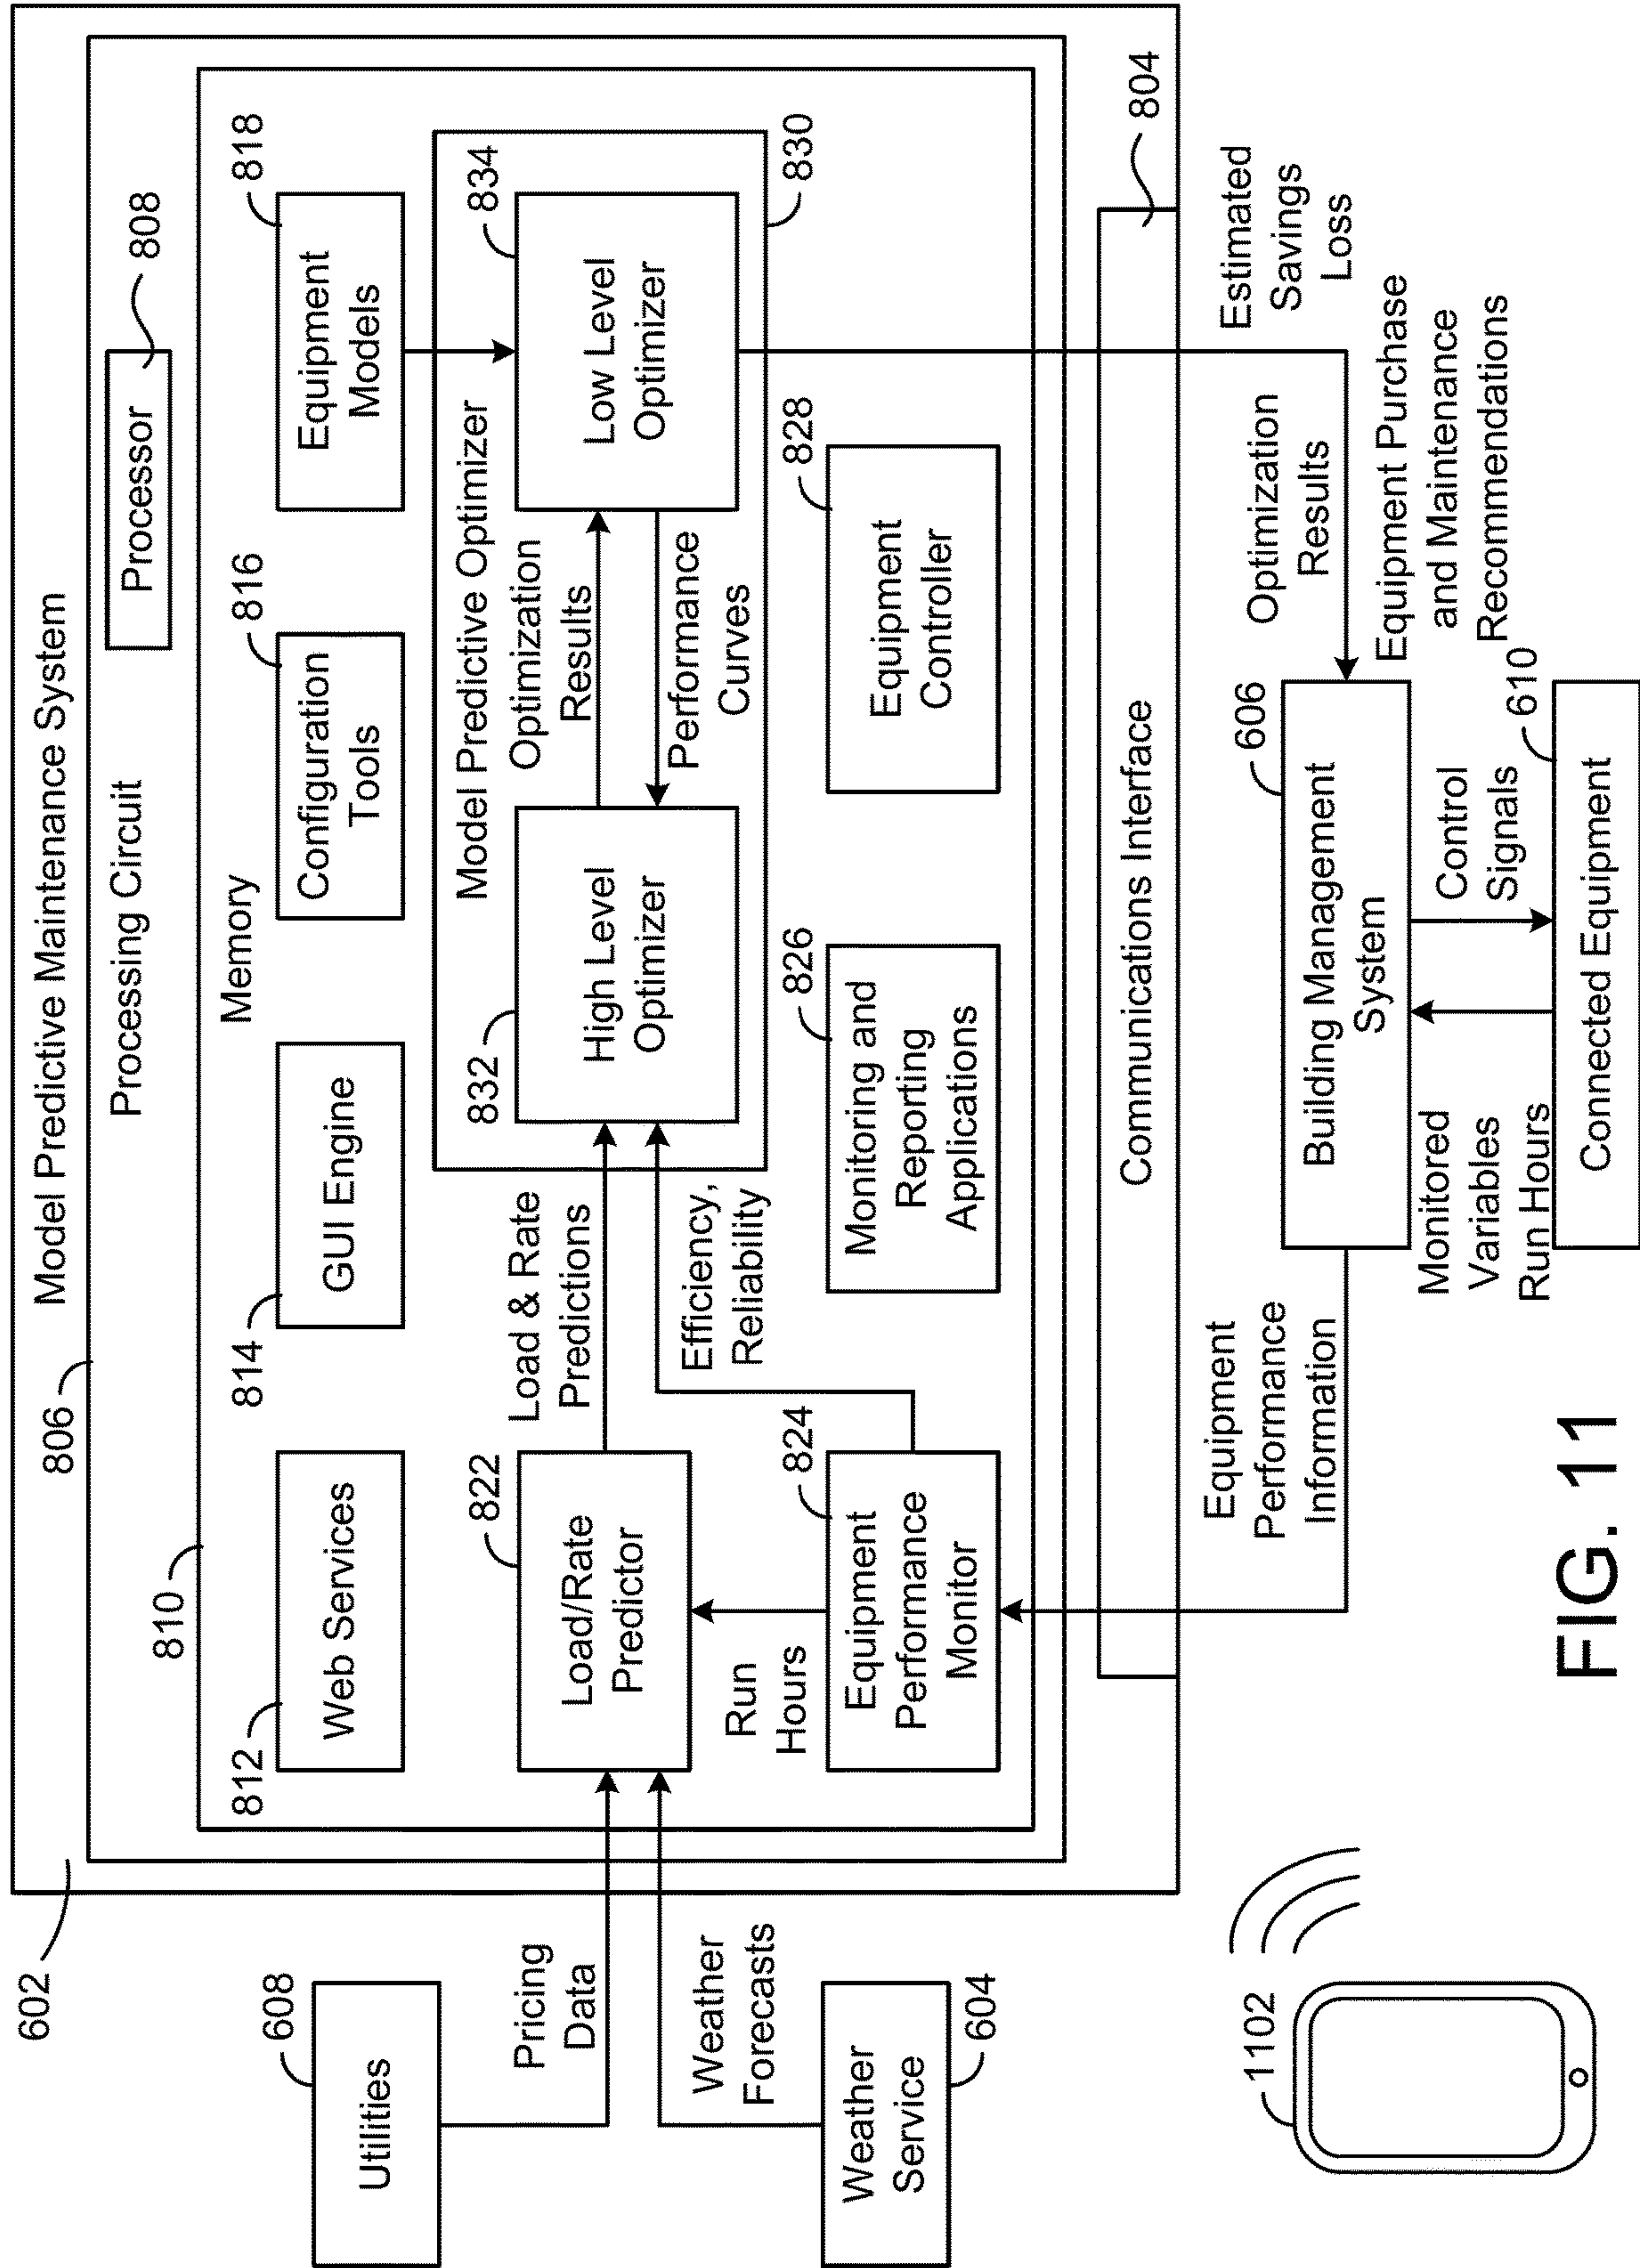 Model Predictive Maintenance System
602
806
Processing Circuit
Processor
808
810
Memory
812
Web Services
814
GUI Engine
816
Configuration
Tools
818
Equipment
Models
608
Utilities
Pricing
Data
Weather
Forecasts
Weather
Service
604
822
Load/Rate
Predictor
Load & Rate
Predictions
Run
Hours
824
Equipment
Performance
Monitor
Efficiency,
Reliability
Model Predictive Optimizer
830
832
High Level
Optimizer
Optimization
Results
Performance
Curves
834
Low Level
Optimizer
826
Monitoring and
Reporting
Applications
828
Equipment
Controller
Communications Interface
804
Equipment
Performance
Information
606
Building Management
System
Optimization
Results
Estimated
Savings
Loss
Equipment Purchase
and Maintenance
Recommendations
Monitored
Variables
Run Hours
Control
Signals
610
Connected Equipment
1102
FIG. 11